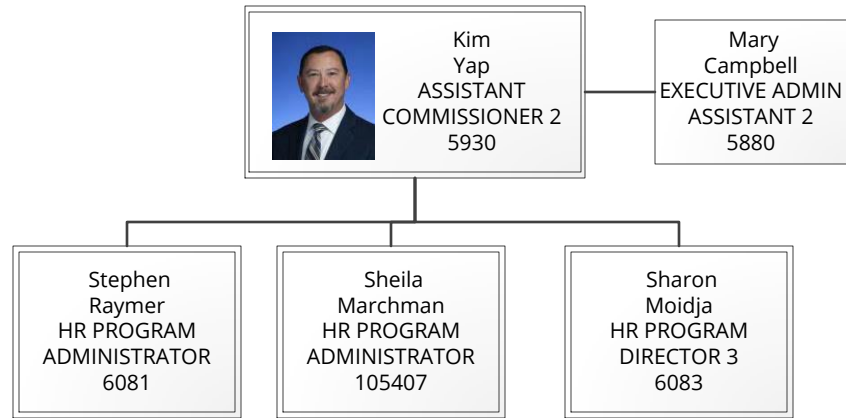 Kim
Yap
ASSISTANT
COMMISSIONER 2
5930
Mary
Campbell
EXECUTIVE ADMIN
ASSISTANT 2
5880
Stephen
Raymer
HR PROGRAM
ADMINISTRATOR
6081
Sheila
Marchman
HR PROGRAM
ADMINISTRATOR
105407
Sharon
Moidja
HR PROGRAM
DIRECTOR 3
6083